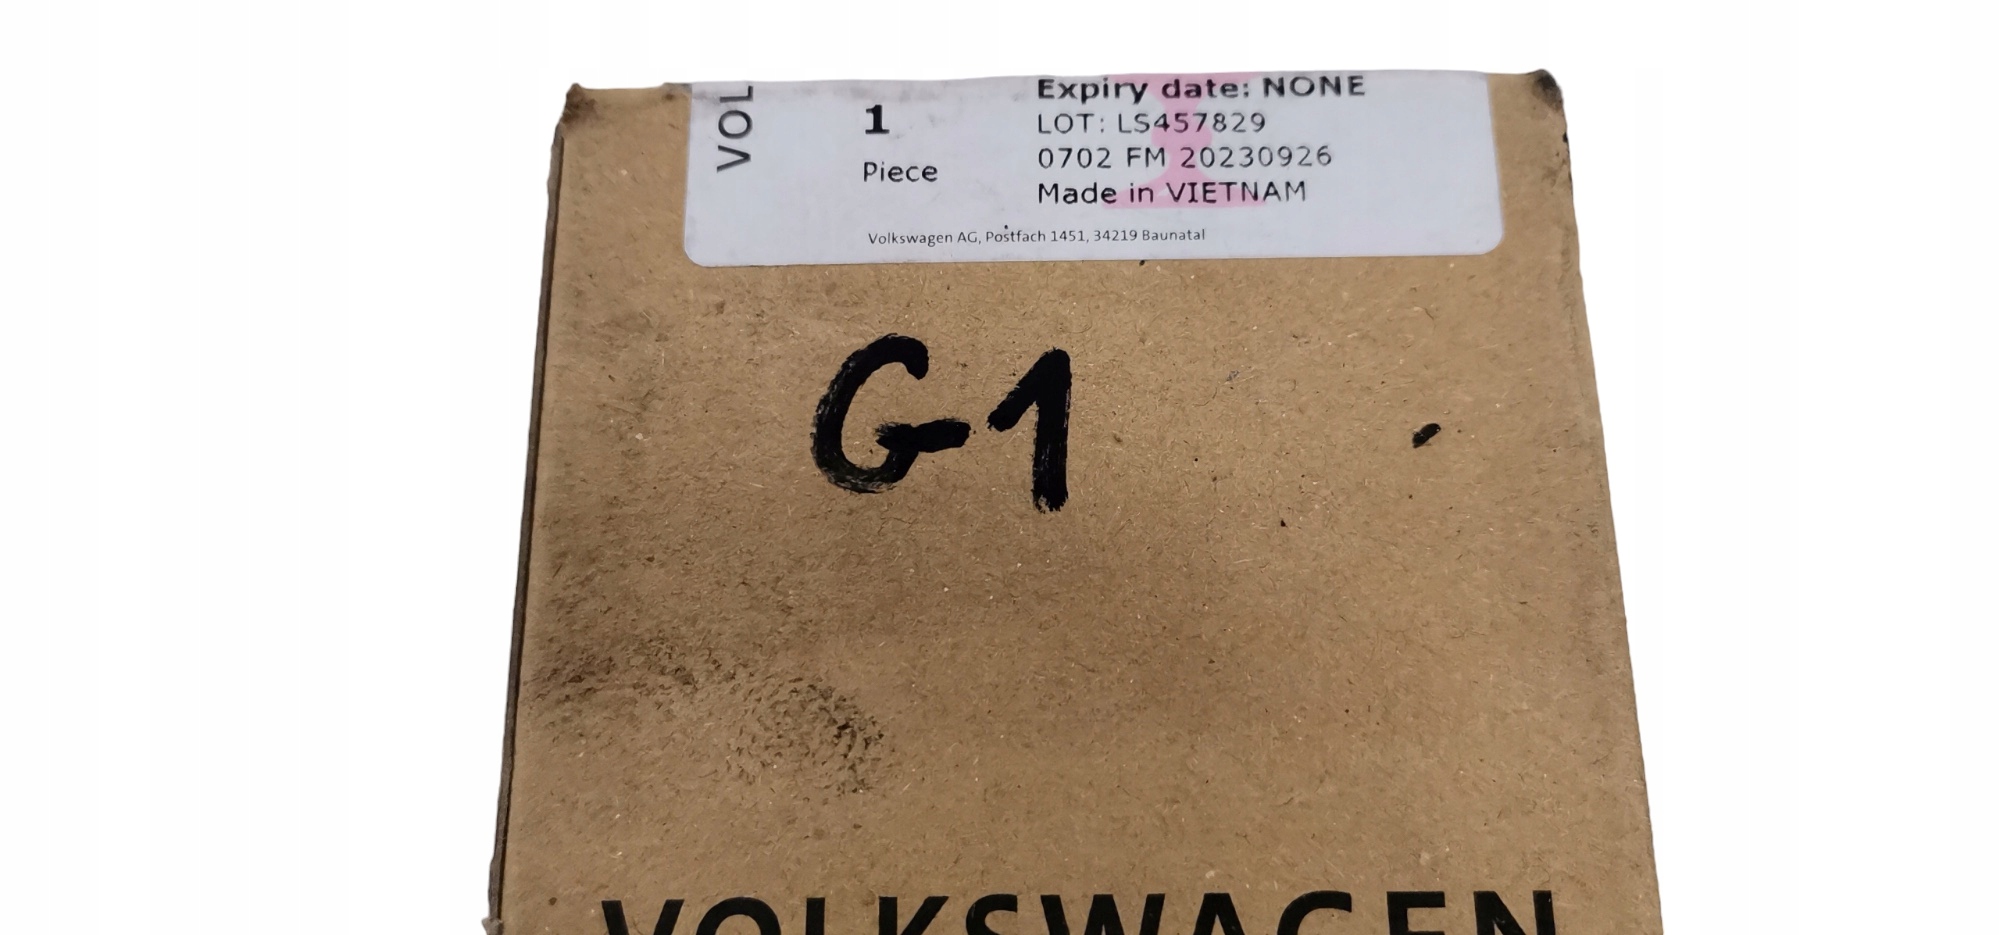 VOL
1
Piece
Expiry date: NONE
LOT: LS457829
0702 FM 20230926
Made in VIETNAM
Volkswagen AG, Postfach 1451, 34219 Baunatal
G1
VOLKSWAGEN